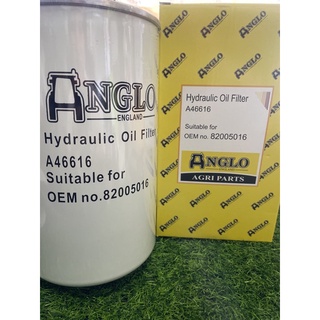 ANGLO
ENGLAND
Hydraulic Oil Filter
A46616
Suitable for
OEM no.82005016
Hydraulic Oil Filter
A46616
Suitable for
OEM no. 82005016
ANGLO
AGRI PARTS